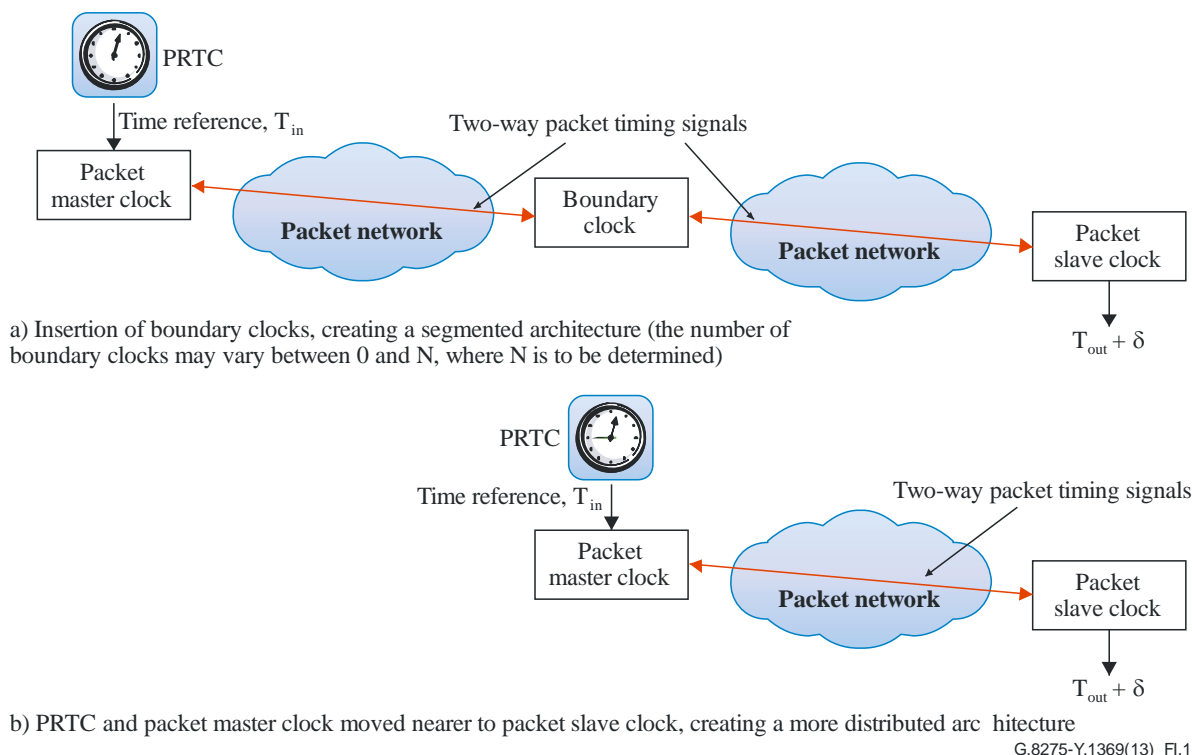 PRTC
Time reference, T in
Two-way packet timing signals
Packet
master clock
Packet network
Boundary
clock
Packet network
Packet
slave clock
T out + δ
a) Insertion of boundary clocks, creating a segmented architecture (the number of
boundary clocks may vary between 0 and N, where N is to be determined)
PRTC
Time reference, T in
Two-way packet timing signals
Packet
master clock
Packet network
Packet
slave clock
T out + δ
b) PRTC and packet master clock moved nearer to packet slave clock, creating a more distributed arc hitecture
G.8275-Y.1369(13)_FI.1